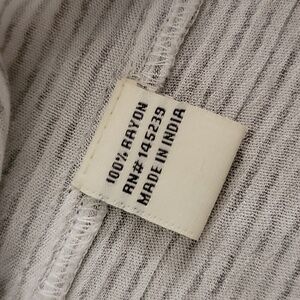 100% RAYON
RN# 145239
MADE IN INDIA